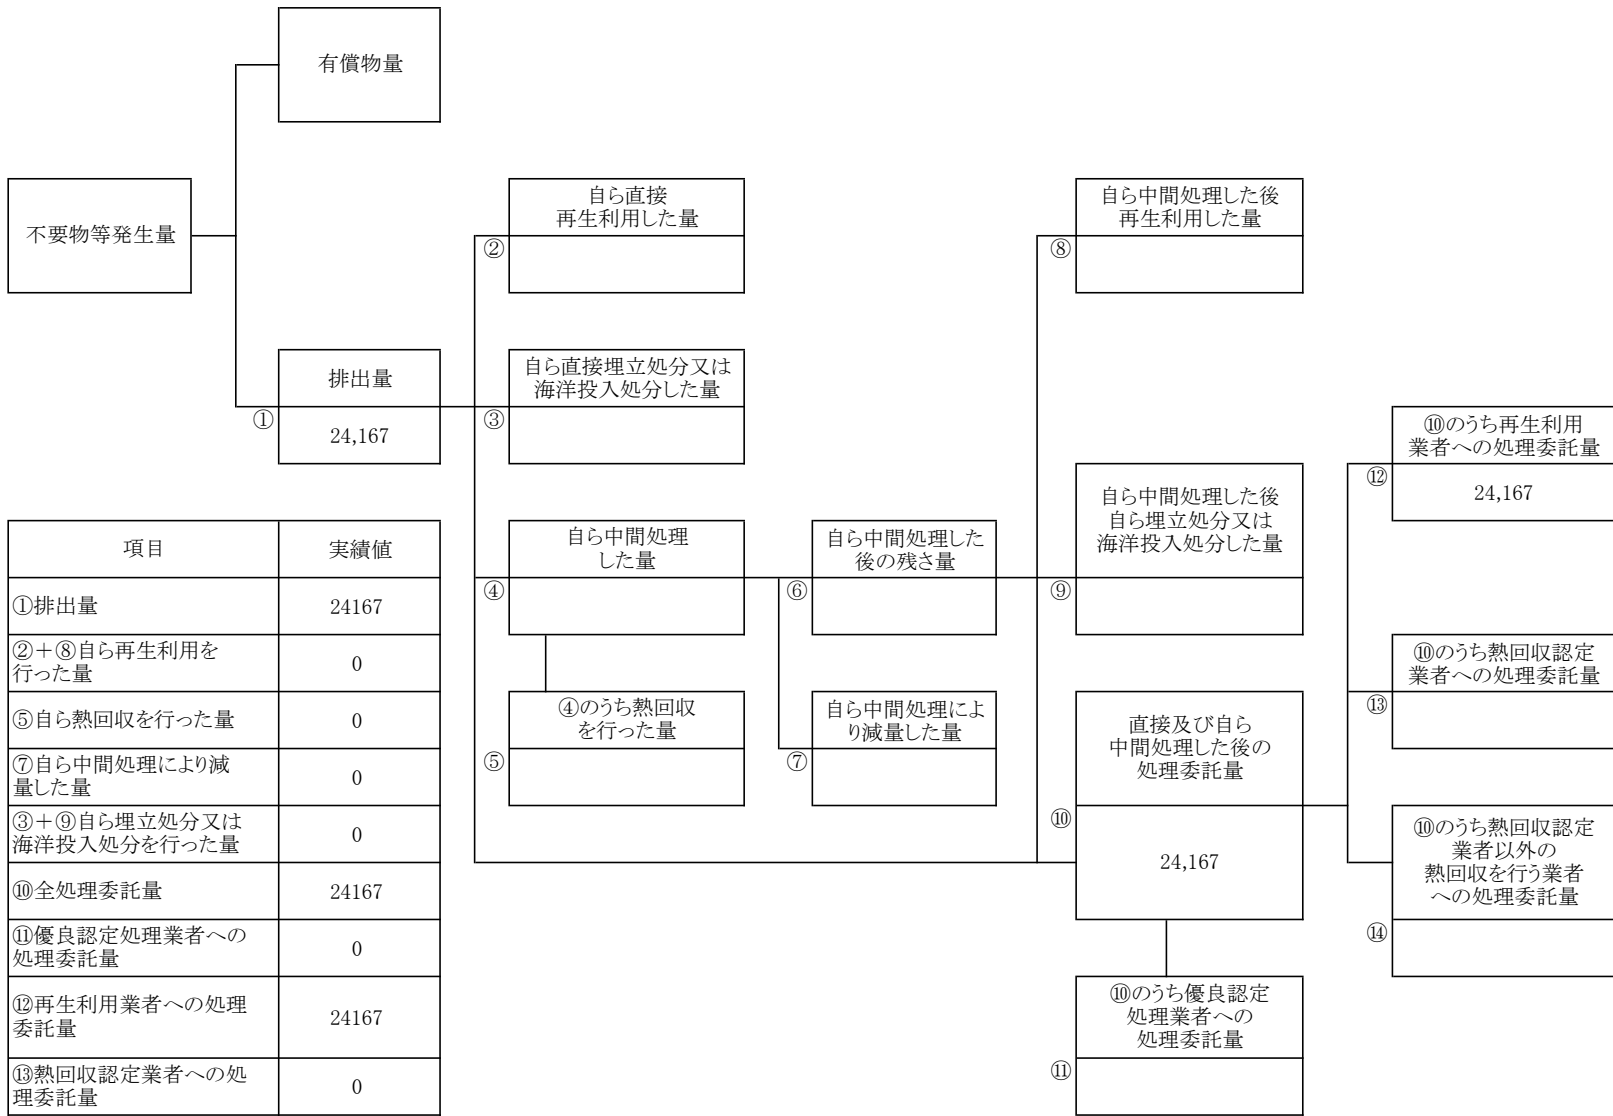 有償物量
不要物等発生量
自ら直接
再生利用した量
②
自ら中間処理した後
再生利用した量
⑧
排出量
①
24,167
自ら直接埋立処分又は
海洋投入処分した量
③
⑩のうち再生利用
業者への処理委託量
⑫
24,167
自ら中間処理
した量
④
自ら中間処理した
後の残さ量
⑥
自ら中間処理した後
自ら埋立処分又は
海洋投入処分した量
⑨
⑩のうち熱回収認定
業者への処理委託量
⑬
④のうち熱回収
を行った量
⑤
自ら中間処理によ
り減量した量
⑦
直接及び自ら
中間処理した後の
処理委託量
⑩
24,167
⑩のうち熱回収認定
業者以外の
熱回収を行う業者
への処理委託量
⑭
⑩のうち優良認定
処理業者への
処理委託量
⑪
項目 実績値
①排出量 24167
②+⑧自ら再生利用を
行った量 0
⑤自ら熱回収を行った量 0
⑦自ら中間処理により減
量した量 0
③+⑨自ら埋立処分又は
海洋投入処分を行った量 0
⑩全処理委託量 24167
⑪優良認定処理業者への
処理委託量 0
⑫再生利用業者への処理
委託量 24167
⑬熱回収認定業者への処
理委託量 0